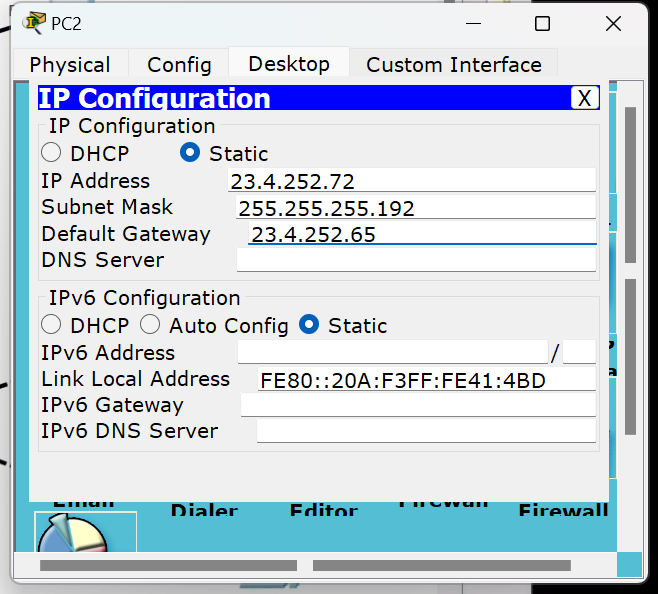 PC2
Physical Config Desktop Custom Interface
IP Configuration X
IP Configuration
DHCP Static
IP Address 23.4.252.72
Subnet Mask 255.255.255.192
Default Gateway 23.4.252.65
DNS Server
IPv6 Configuration
DHCP Auto Config Static
IPv6 Address /
Link Local Address FE80::20A:F3FF:FE41:4BD
IPv6 Gateway
IPv6 DNS Server
Email Dialer Editor Firewall Firewall